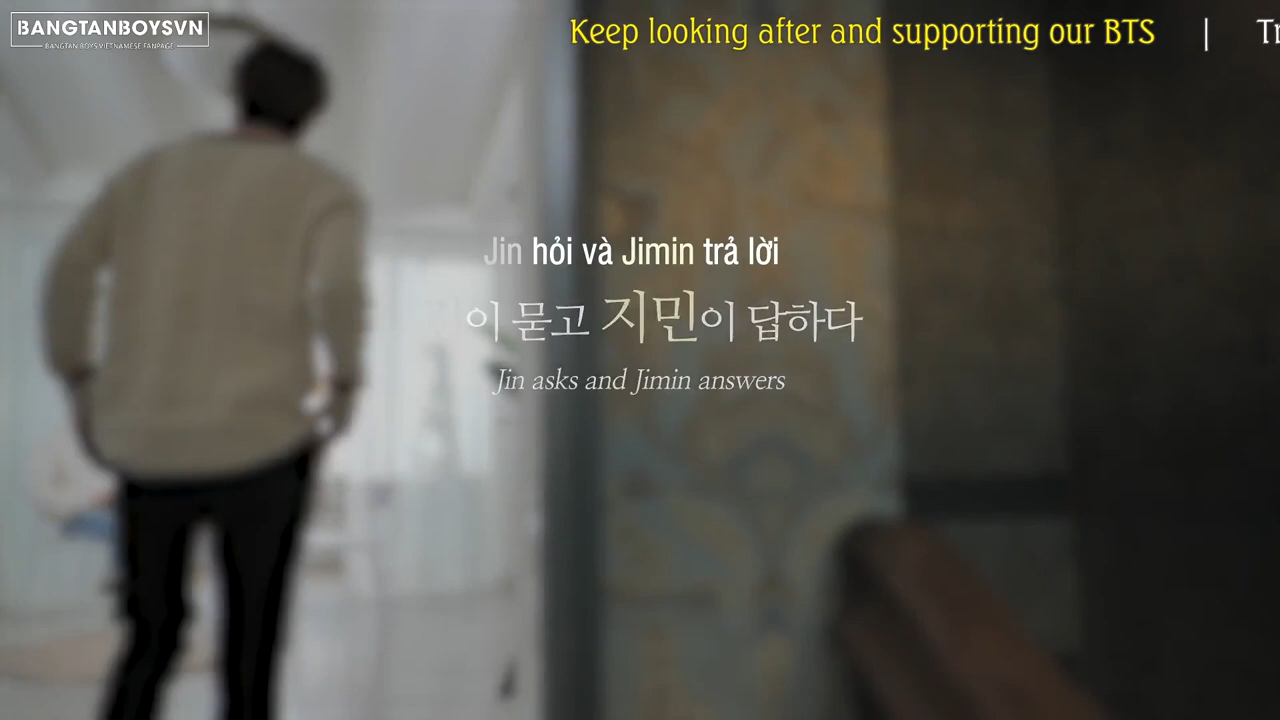 BANGTANBOYSVN
BANGTAN BOYS VIETNAMESE FANPAGE
Keep looking after and supporting our BTS | Tr
Jin hỏi và Jimin trả lời
이 묻고 지민이 답하다
Jin asks and Jimin answers